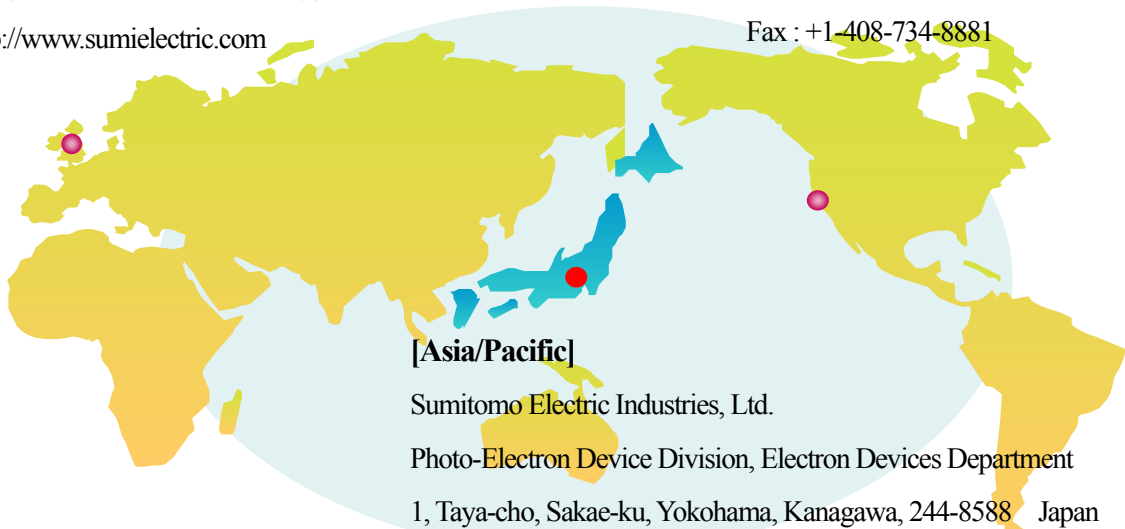 ://www.sumielectric.com
Fax : +1-408-734-8881
[Asia/Pacific]
Sumitomo Electric Industries, Ltd.
Photo-Electron Device Division, Electron Devices Department
1, Taya-cho, Sakae-ku, Yokohama, Kanagawa, 244-8588 Japan